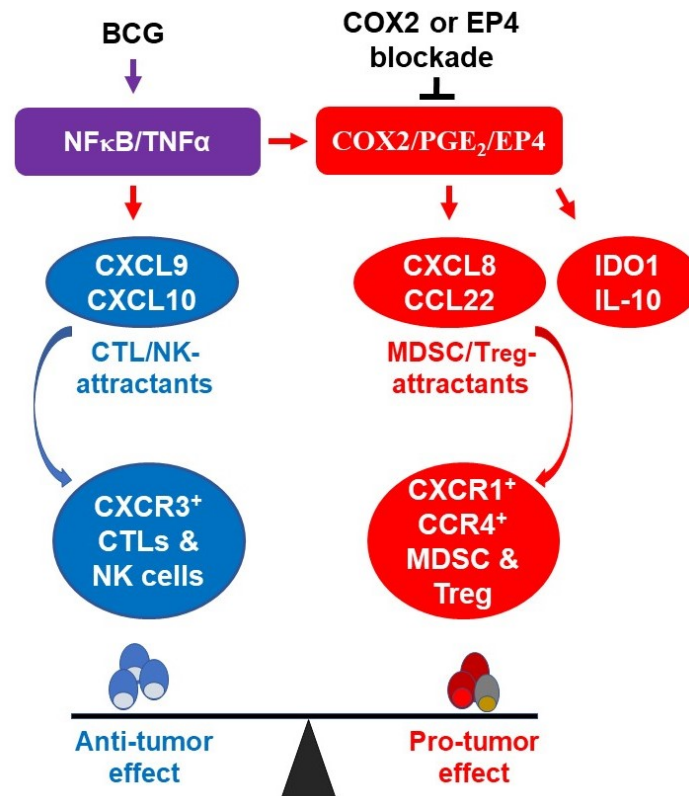 BCG
COX2 or EP4
blockade
NFκB/TNFα
COX2/PGE₂/EP4
CXCL9
CXCL10
CXCL8
CCL22
IDO1
IL-10
CTL/NK-
attractants
MDSC/Treg-
attractants
CXCR3⁺
CTLs &
NK cells
CXCR1⁺
CCR4⁺
MDSC &
Treg
Anti-tumor
effect
Pro-tumor
effect